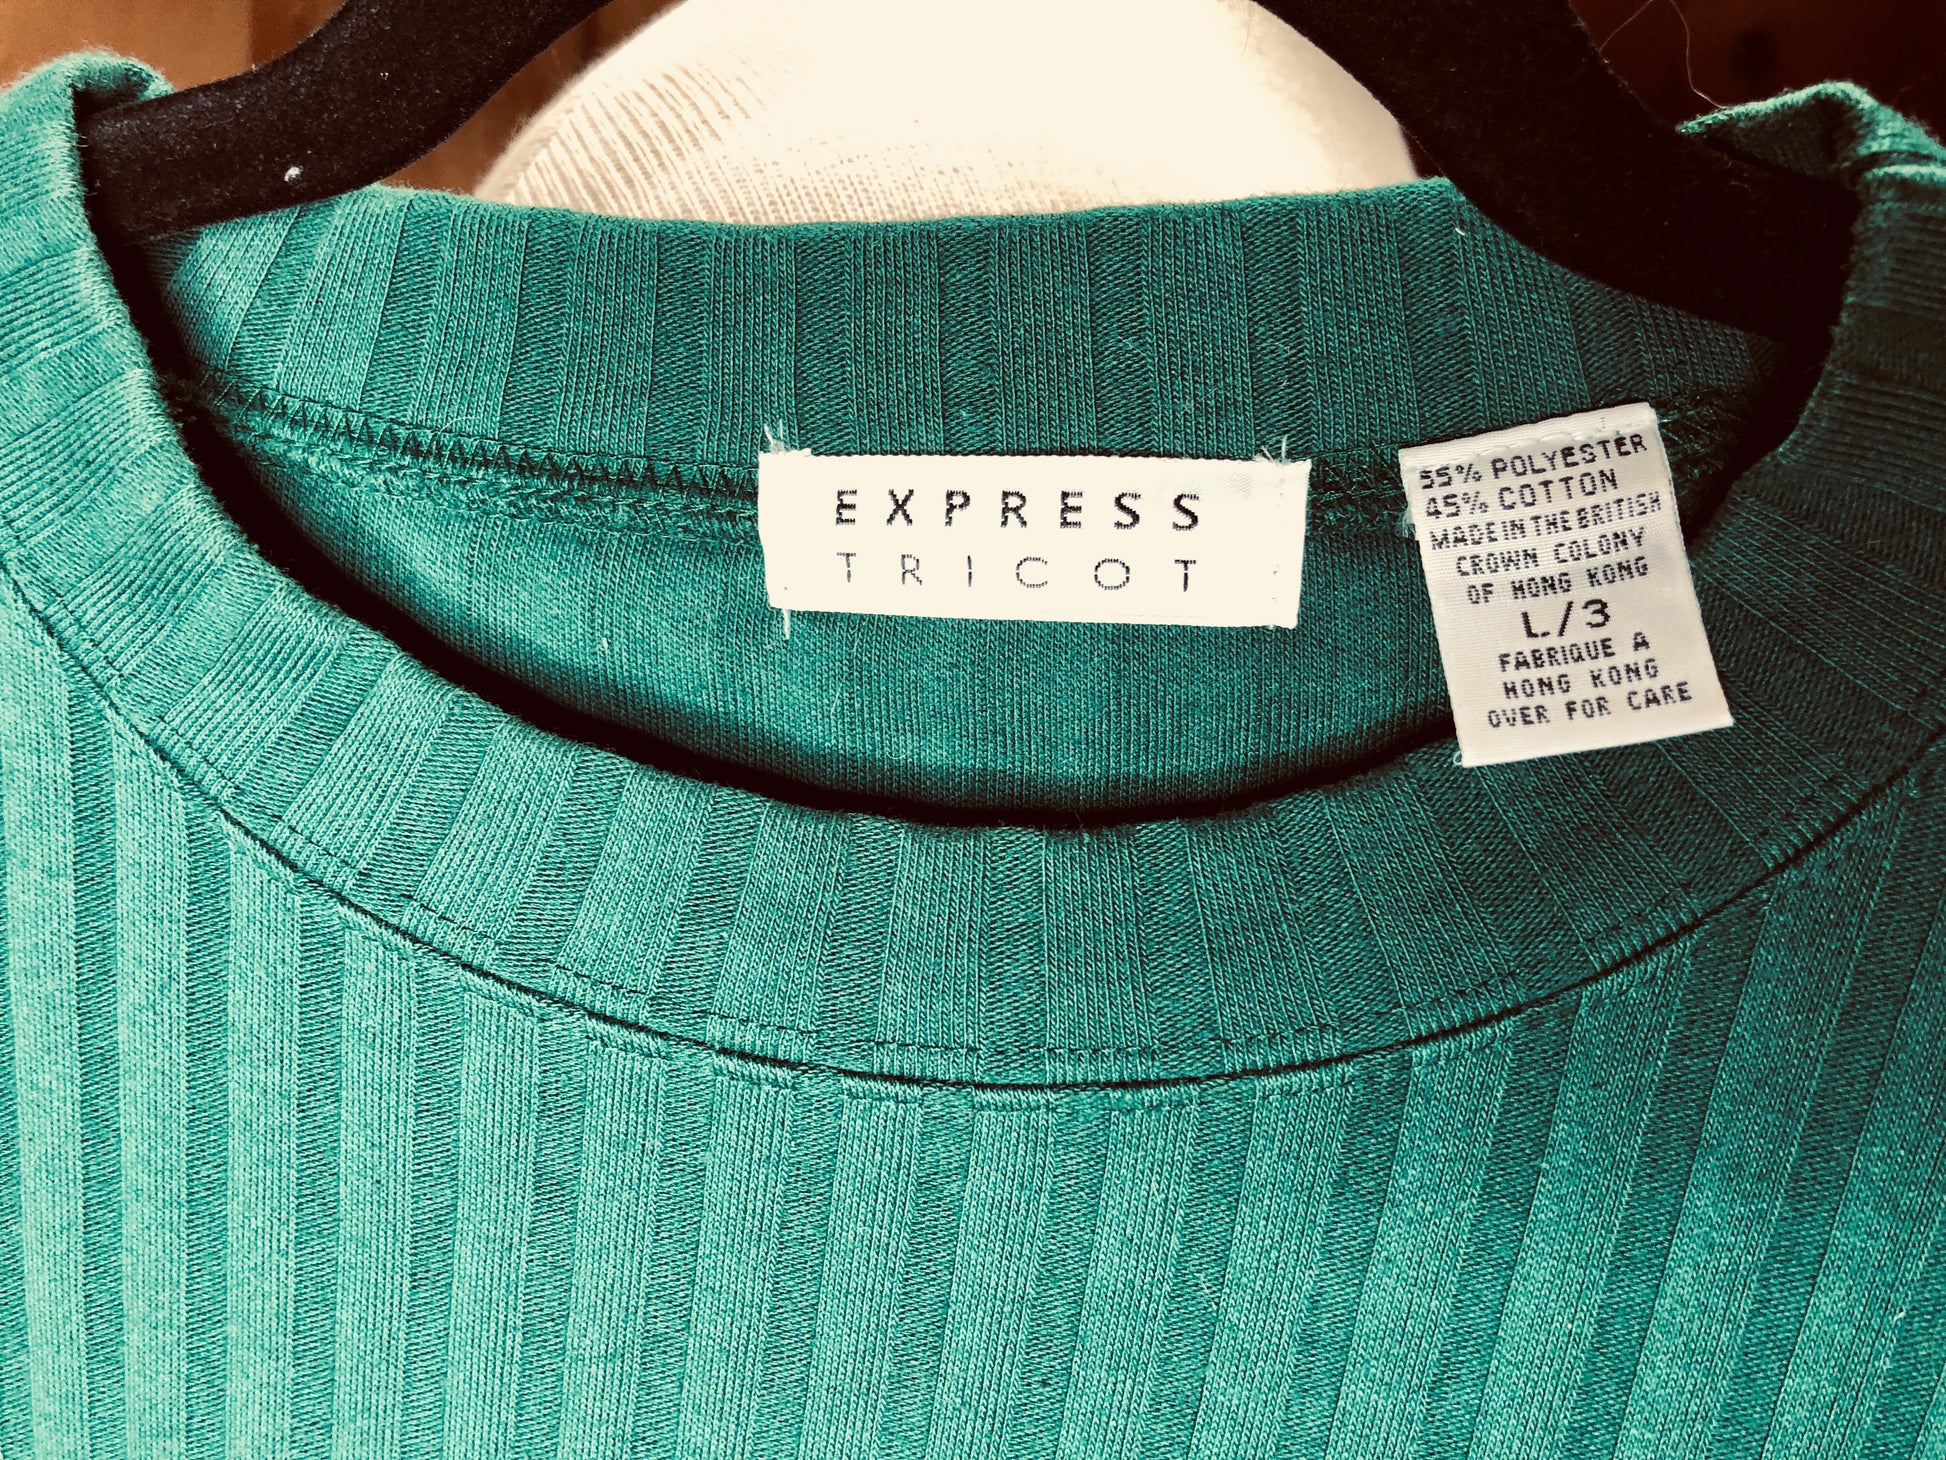 EXPRESS
TRICOT
55% POLYESTER
45% COTTON
MADE IN THE BRITISH
CROWN COLONY
OF HONG KONG
L/3
FABRIQUE A
HONG KONG
OVER FOR CARE